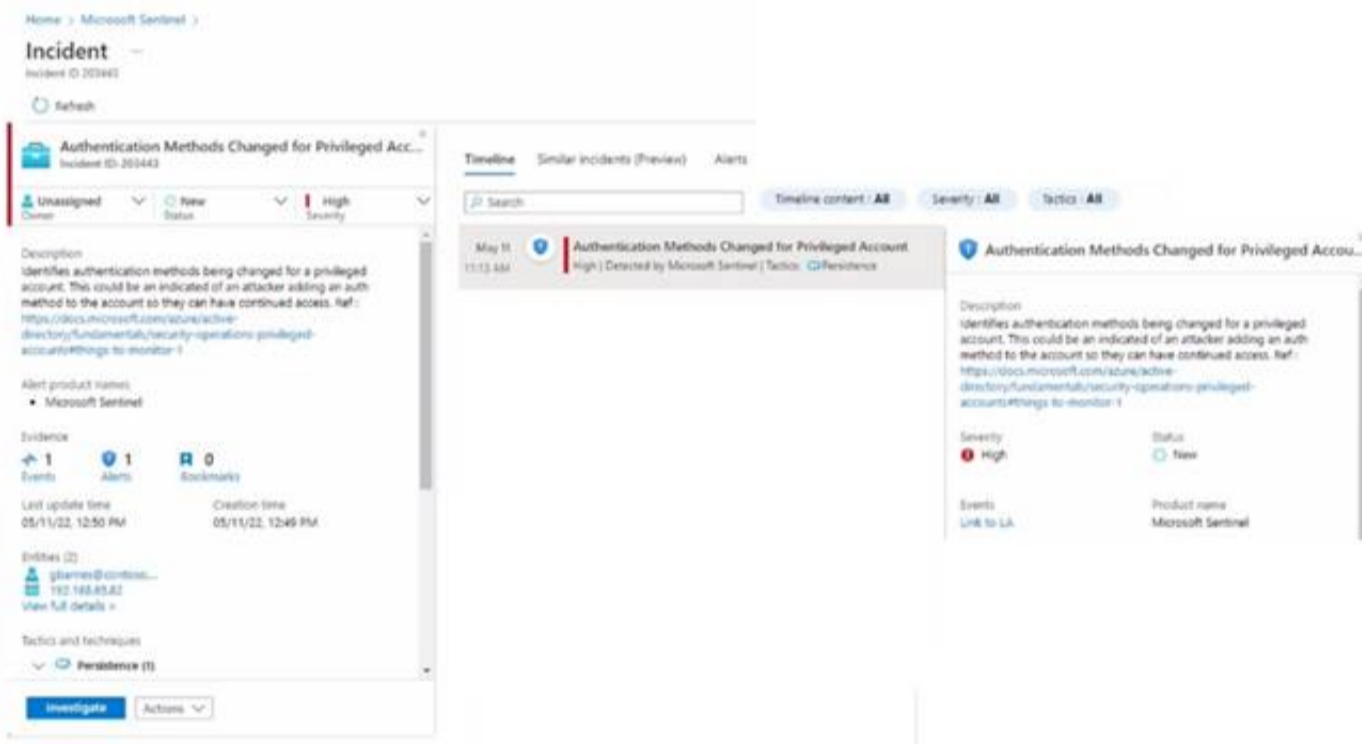 Home > Microsoft Sentinel >
Incident ...
Incident ID 203443
Refresh
Authentication Methods Changed for Privileged Acc...
Incident ID: 203443
Unassigned
Owner
New
Status
High
Severity
Description
Identifies authentication methods being changed for a privileged
account. This could be an indicated of an attacker adding an auth
method to the account so they can have continued access. Ref :
https://docs.microsoft.com/azure/active-
directory/fundamentals/security-operations-privileged-
accounts#things-to-monitor-1
Alert product names
• Microsoft Sentinel
Evidence
1
Events
1
Alerts
0
Bookmarks
Last update time
05/11/22, 12:50 PM
Creation time
05/11/22, 12:49 PM
Entities (2)
gbarnes@contoso...
View full details >
Tactics and techniques
Persistence (1)
Investigate
Actions
Timeline
Similar incidents (Preview)
Alerts
Search
Timeline content : All
Severity : All
Tactics : All
May 11
11:13 AM
Authentication Methods Changed for Privileged Account
High | Detected by Microsoft Sentinel | Tactics: Persistence
Authentication Methods Changed for Privileged Accou...
Description
Identifies authentication methods being changed for a privileged
account. This could be an indicated of an attacker adding an auth
method to the account so they can have continued access. Ref :
https://docs.microsoft.com/azure/active-
directory/fundamentals/security-operations-privileged-
accounts#things-to-monitor-1
Severity
High
Status
New
Events
Link to LA
Product name
Microsoft Sentinel